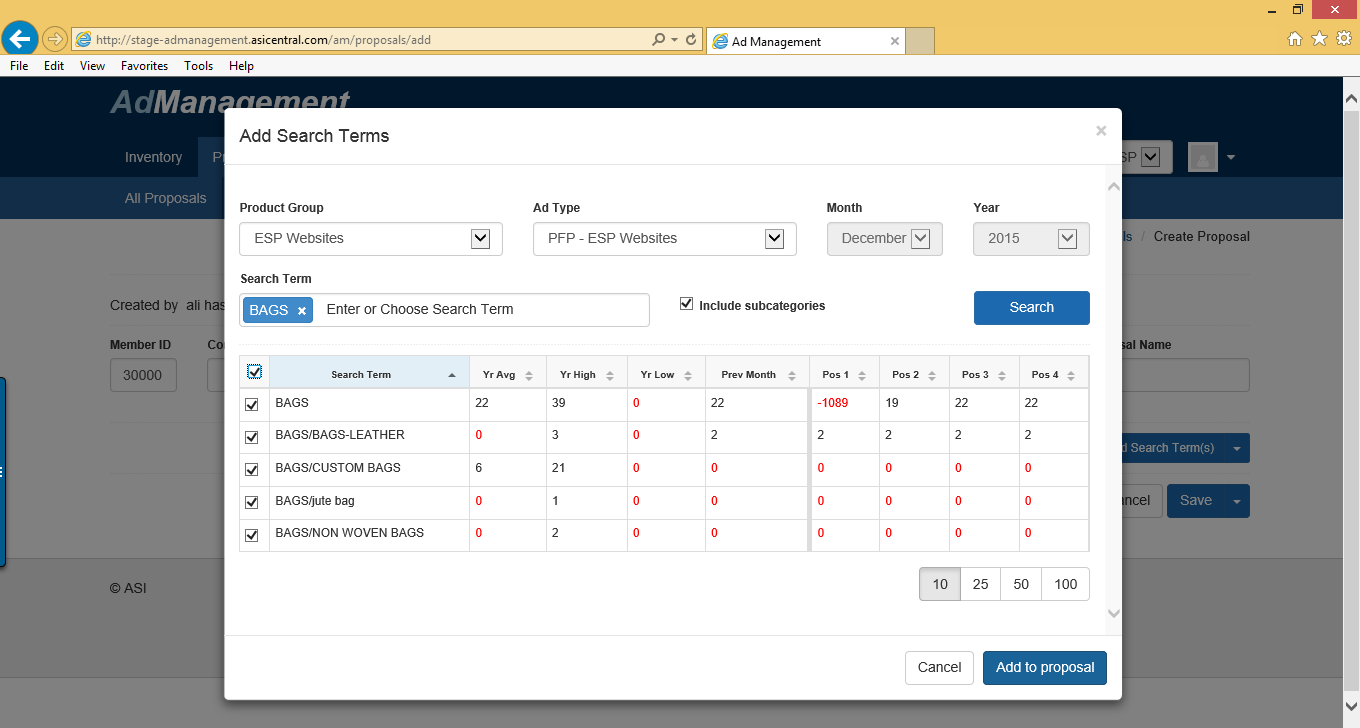 http://stage-admanagement.asicentral.com/am/proposals/add
Ad Management
File Edit View Favorites Tools Help
AdManagement
Add Search Terms
×
Inventory
All Proposals
Product Group
Ad Type
Month
Year
ESP Websites
PFP - ESP Websites
December
2015
/ Create Proposal
Search Term
BAGS × Enter or Choose Search Term
Include subcategories
Search
Created by ali
Member ID
Name
30000
Search Term Yr Avg Yr High Yr Low Prev Month Pos 1 Pos 2 Pos 3 Pos 4
BAGS 22 39 0 22 -1089 19 22 22
BAGS/BAGS-LEATHER 0 3 0 2 2 2 2 2
BAGS/CUSTOM BAGS 6 21 0 0 0 0 0 0
BAGS/jute bag 0 1 0 0 0 0 0 0
BAGS/NON WOVEN BAGS 0 2 0 0 0 0 0 0
Search Term(s)
Save
10 25 50 100
© ASI
Cancel
Add to proposal